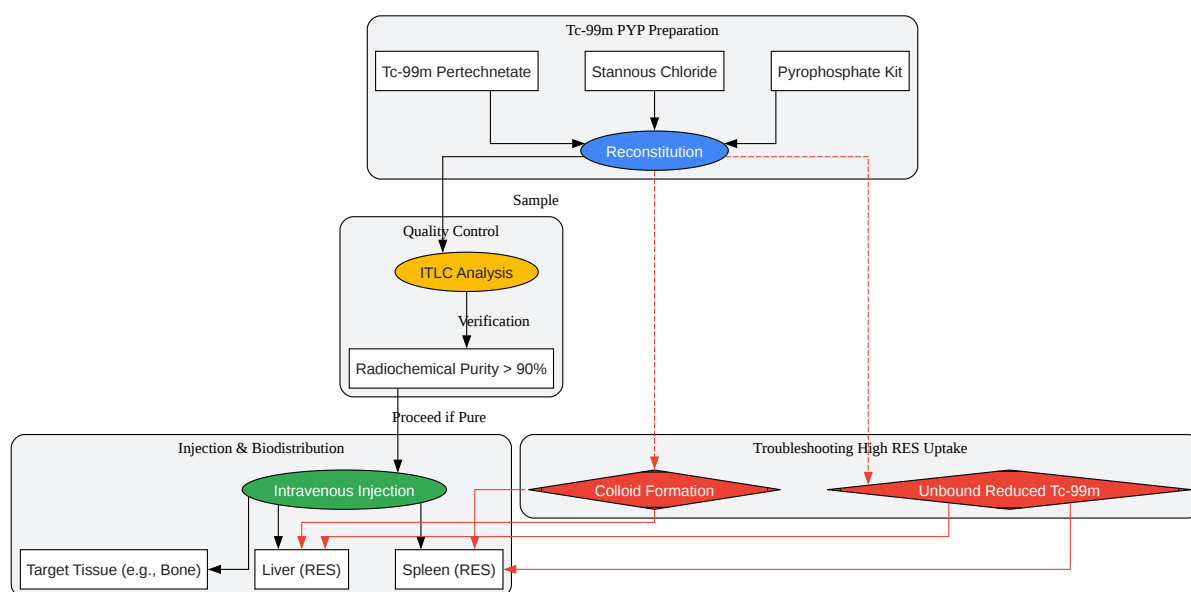 Tc-99m PYP Preparation
Tc-99m Pertechnetate
Stannous Chloride
Pyrophosphate Kit
Reconstitution
Sample
Quality Control
ITLC Analysis
Verification
Radiochemical Purity > 90%
Proceed if Pure
Injection & Biodistribution
Troubleshooting High RES Uptake
Intravenous Injection
Colloid Formation
Unbound Reduced Tc-99m
Target Tissue (e.g., Bone)
Liver (RES)
Spleen (RES)